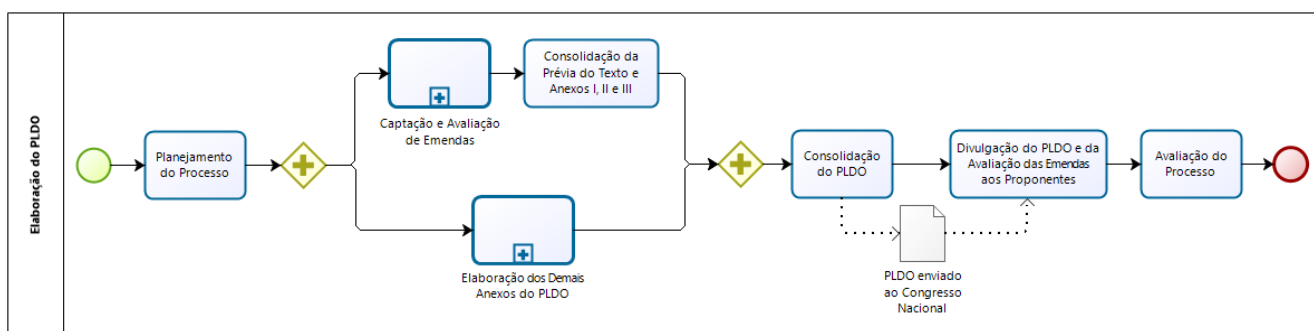 Elaboração do PLDO
Planejamento
do Processo
Captação e Avaliação
de Emendas
Consolidação da
Prévia do Texto e
Anexos I, II e III
Elaboração dos Demais
Anexos do PLDO
Consolidação
do PLDO
PLDO enviado
ao Congresso
Nacional
Divulgação do PLDO e da
Avaliação das Emendas
aos Proponentes
Avaliação do
Processo